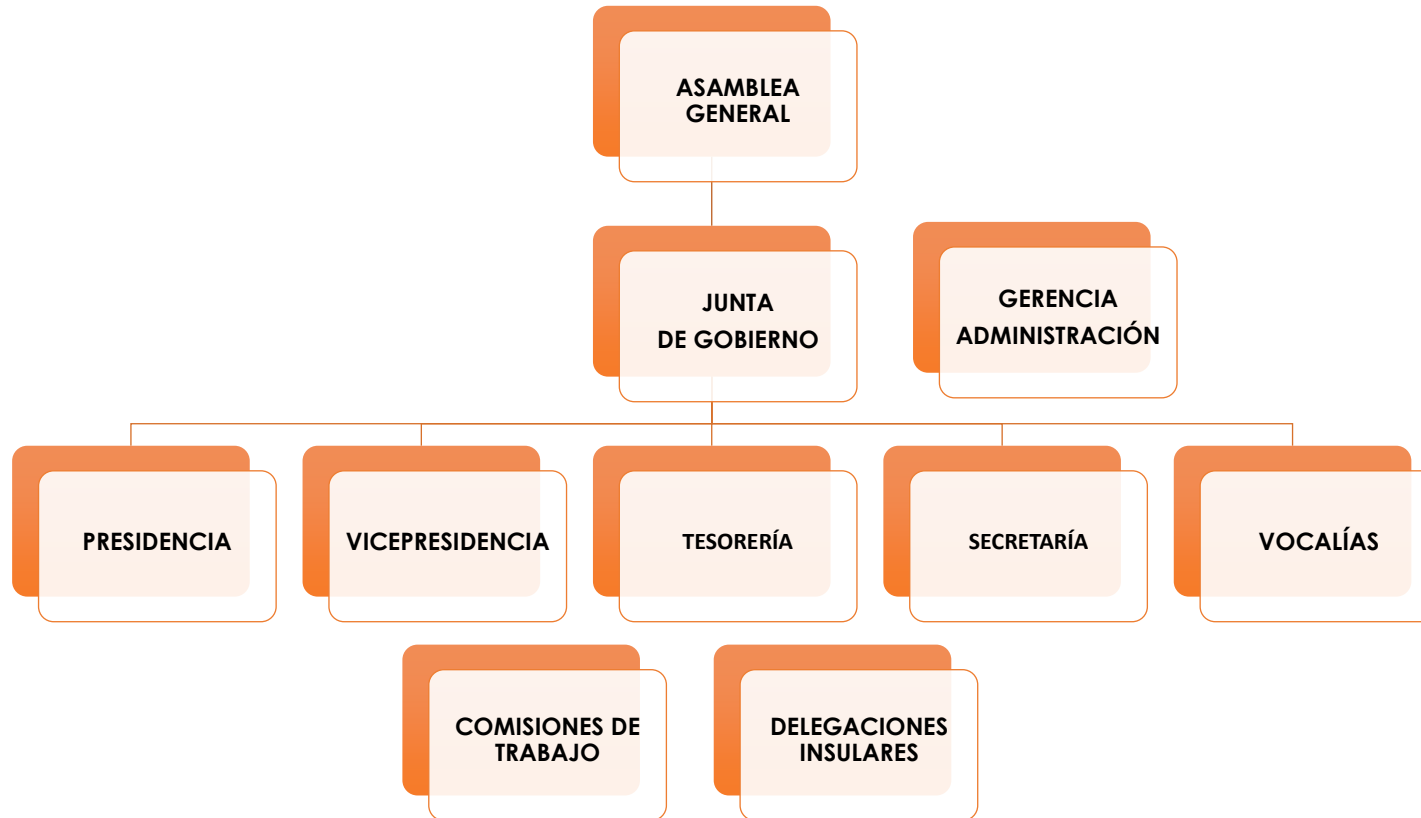 ASAMBLEA
GENERAL
JUNTA
DE GOBIERNO
GERENCIA
ADMINISTRACIÓN
PRESIDENCIA
VICEPRESIDENCIA
TESORERÍA
SECRETARÍA
VOCALÍAS
COMISIONES DE
TRABAJO
DELEGACIONES
INSULARES